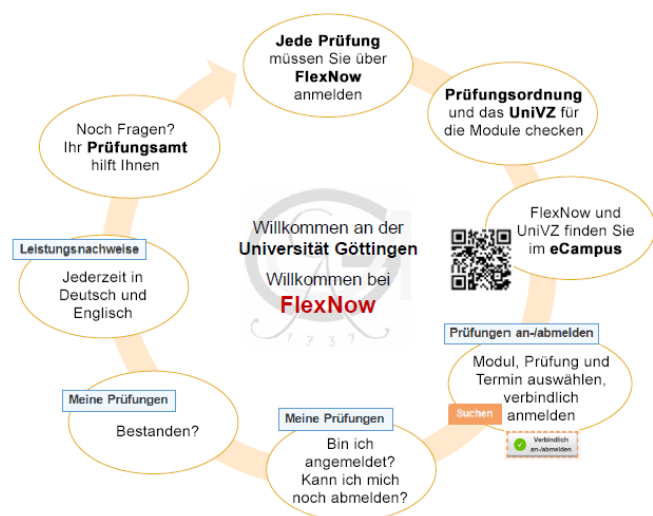 Jede Prüfung
müssen Sie über
FlexNow
anmelden
Prüfungsordnung
und das UniVZ für
die Module checken
FlexNow und
UniVZ finden Sie
im eCampus
Prüfungen an-/abmelden
Modul, Prüfung und
Termin auswählen,
verbindlich
anmelden
Suchen
Verbindlich
an-/abmelden
Meine Prüfungen
Bin ich
angemeldet?
Kann ich mich
noch abmelden?
Meine Prüfungen
Bestanden?
Leistungsnachweise
Jederzeit in
Deutsch und
Englisch
Noch Fragen?
Ihr Prüfungsamt
hilft Ihnen
Willkommen an der
Universität Göttingen
Willkommen bei
FlexNow
1737